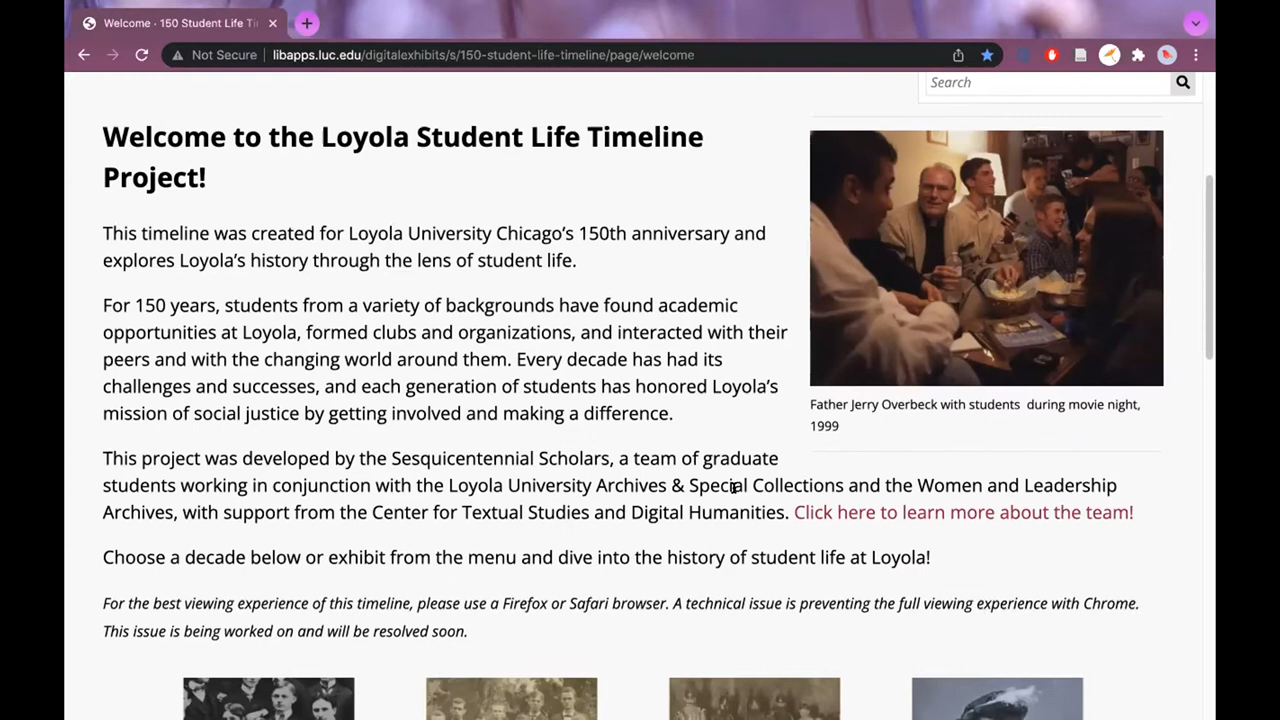 Welcome · 150 Student Life Ti
Not Secure
libapps.luc.edu/digitalexhibits/s/150-student-life-timeline/page/welcome
Search
Welcome to the Loyola Student Life Timeline
Project!
This timeline was created for Loyola University Chicago's 150th anniversary and
explores Loyola's history through the lens of student life.
For 150 years, students from a variety of backgrounds have found academic
opportunities at Loyola, formed clubs and organizations, and interacted with their
peers and with the changing world around them. Every decade has had its
challenges and successes, and each generation of students has honored Loyola's
mission of social justice by getting involved and making a difference.
Father Jerry Overbeck with students during movie night,
1999
This project was developed by the Sesquicentennial Scholars, a team of graduate
students working in conjunction with the Loyola University Archives & Special Collections and the Women and Leadership
Archives, with support from the Center for Textual Studies and Digital Humanities. Click here to learn more about the team!
Choose a decade below or exhibit from the menu and dive into the history of student life at Loyola!
For the best viewing experience of this timeline, please use a Firefox or Safari browser. A technical issue is preventing the full viewing experience with Chrome.
This issue is being worked on and will be resolved soon.